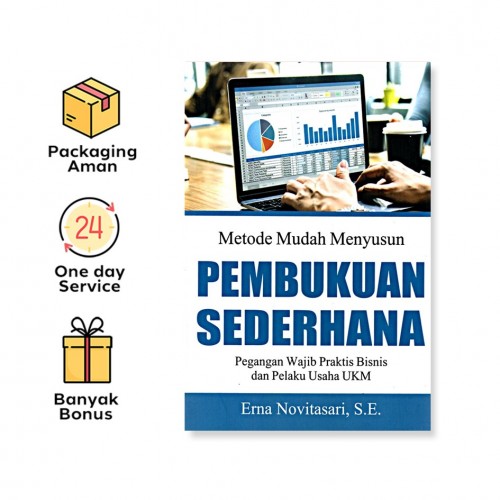 Packaging
Aman
24
One day
Service
Banyak
Bonus
Metode Mudah Menyusun
PEMBUKUAN
SEDERHANA
Pegangan Wajib Praktis Bisnis
dan Pelaku Usaha UKM
Erna Novitasari, S.E.